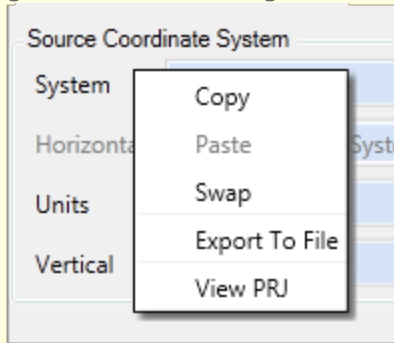 Source Coordinate System
System
Copy
Horizonta
Paste
Syst
Units
Swap
Export To File
Vertical
View PRJ